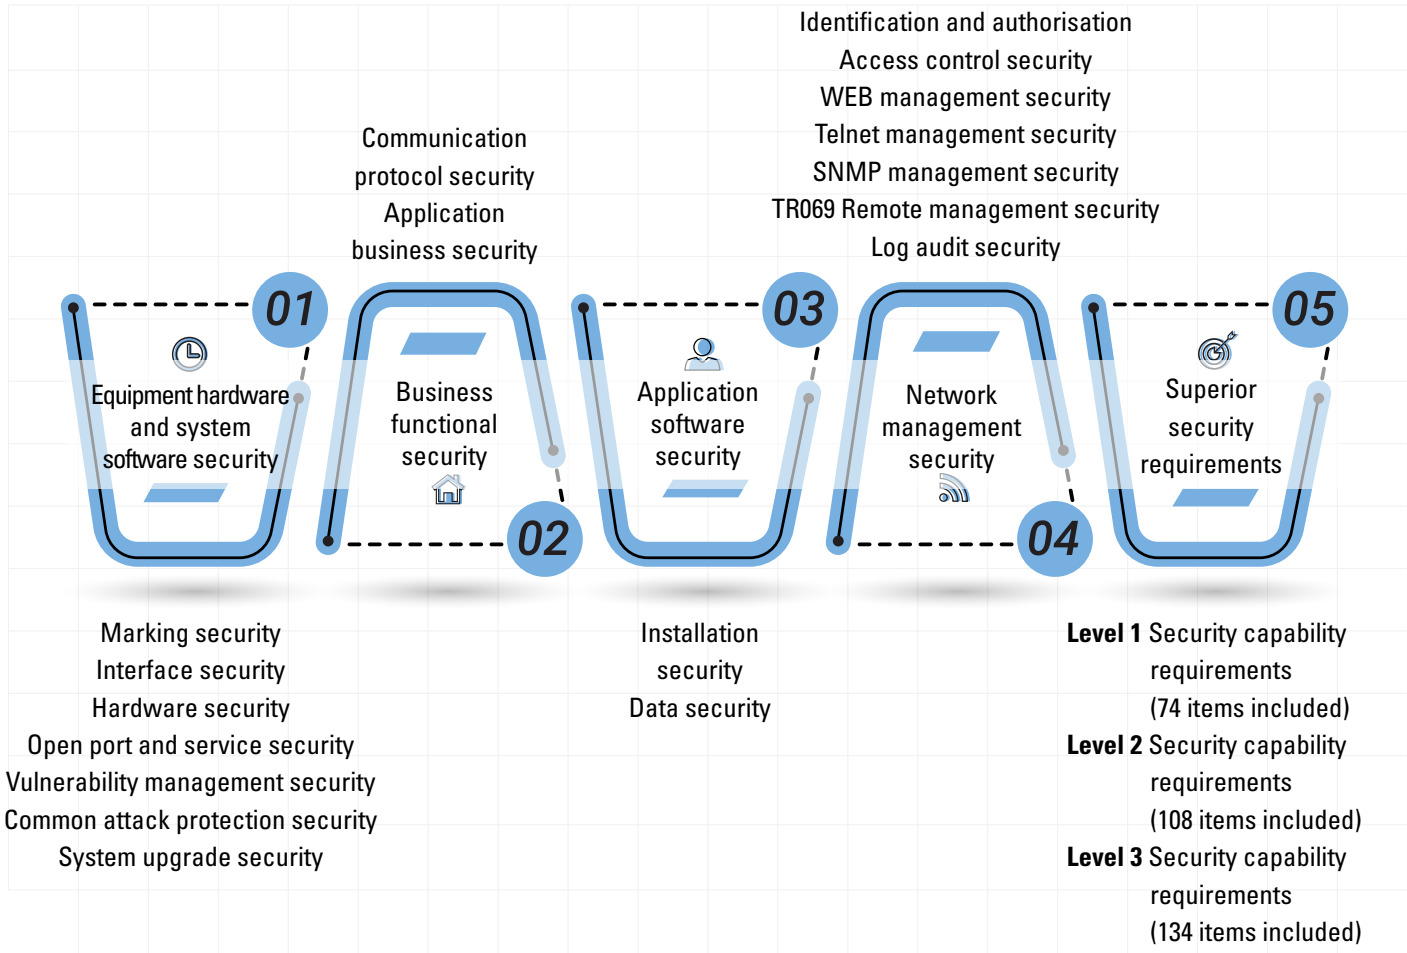 01
Equipment hardware
and system
software security
Marking security
Interface security
Hardware security
Open port and service security
Vulnerability management security
Common attack protection security
System upgrade security
Communication
protocol security
Application
business security
Business
functional
security
02
03
Application
software
security
Installation
security
Data security
Identification and authorisation
Access control security
WEB management security
Telnet management security
SNMP management security
TR069 Remote management security
Log audit security
Network
management
security
04
05
Superior
security
requirements
Level 1 Security capability
requirements
(74 items included)
Level 2 Security capability
requirements
(108 items included)
Level 3 Security capability
requirements
(134 items included)